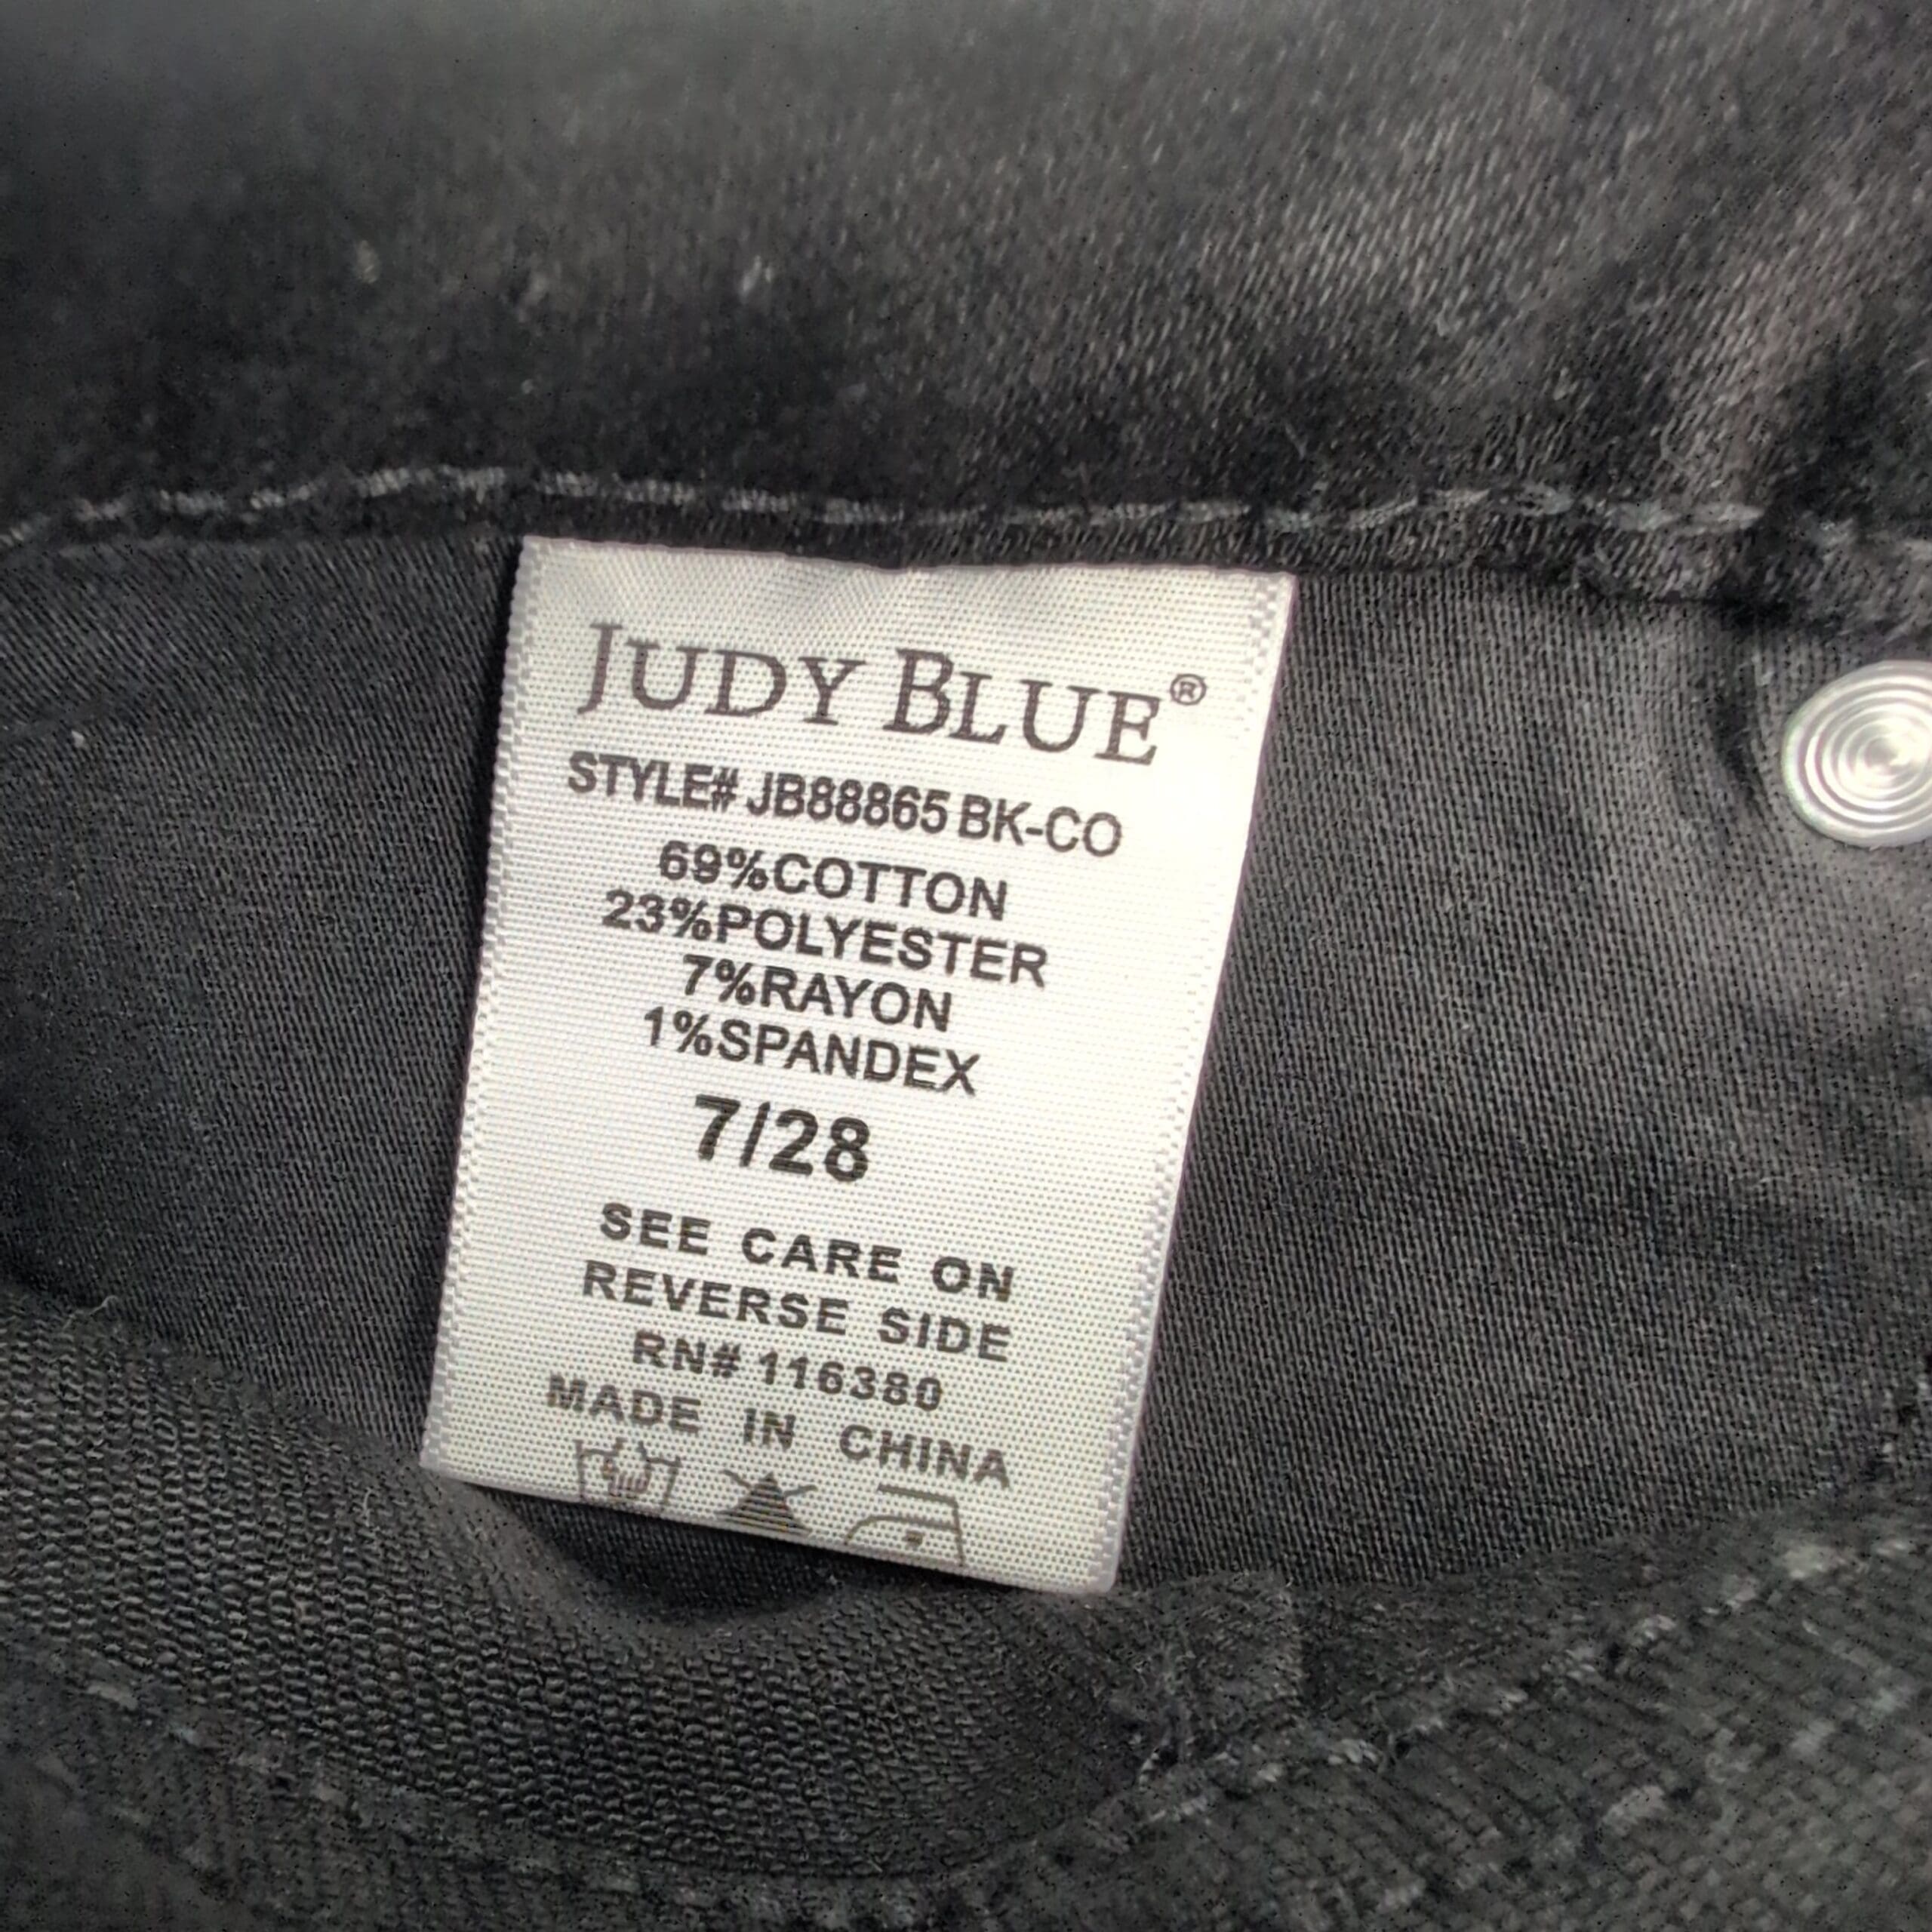 JUDY BLUE®
STYLE# JB88865 BK-CO
69%COTTON
23%POLYESTER
7%RAYON
1%SPANDEX
7/28
SEE CARE ON
REVERSE SIDE
RN# 116380
MADE IN CHINA